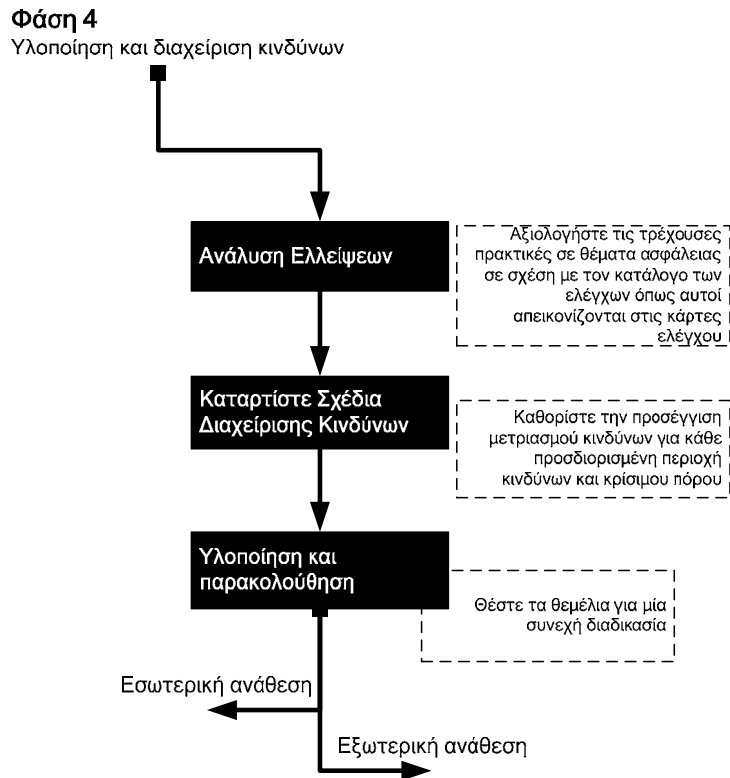 Φάση 4
Υλοποίηση και διαχείριση κινδύνων
Ανάλυση Ελλείψεων
Αξιολογήστε τις τρέχουσες
πρακτικές σε θέματα ασφάλειας
σε σχέση με τον κατάλογο των
ελέγχων όπως αυτοί
απεικονίζονται στις κάρτες
ελέγχου
Καταρτίστε Σχέδια
Διαχείρισης Κινδύνων
Καθορίστε την προσέγγιση
μετριασμού κινδύνων για κάθε
προσδιορισμένη περιοχή
κινδύνων και κρίσιμου πόρου
Υλοποίηση και
παρακολούθηση
Θέστε τα θεμέλια για μία
συνεχή διαδικασία
Εσωτερική ανάθεση
Εξωτερική ανάθεση